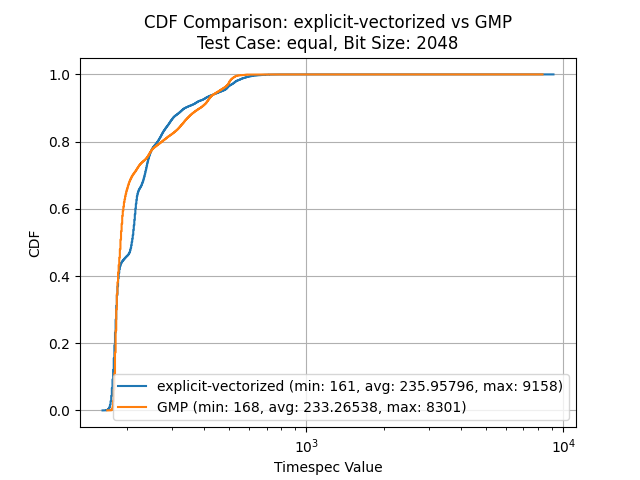 CDF Comparison: explicit-vectorized vs GMP
Test Case: equal, Bit Size: 2048
CDF
1.0
0.8
0.6
0.4
0.2
0.0
explicit-vectorized (min: 161, avg: 235.95796, max: 9158)
GMP (min: 168, avg: 233.26538, max: 8301)
10³ 10⁴
Timespec Value